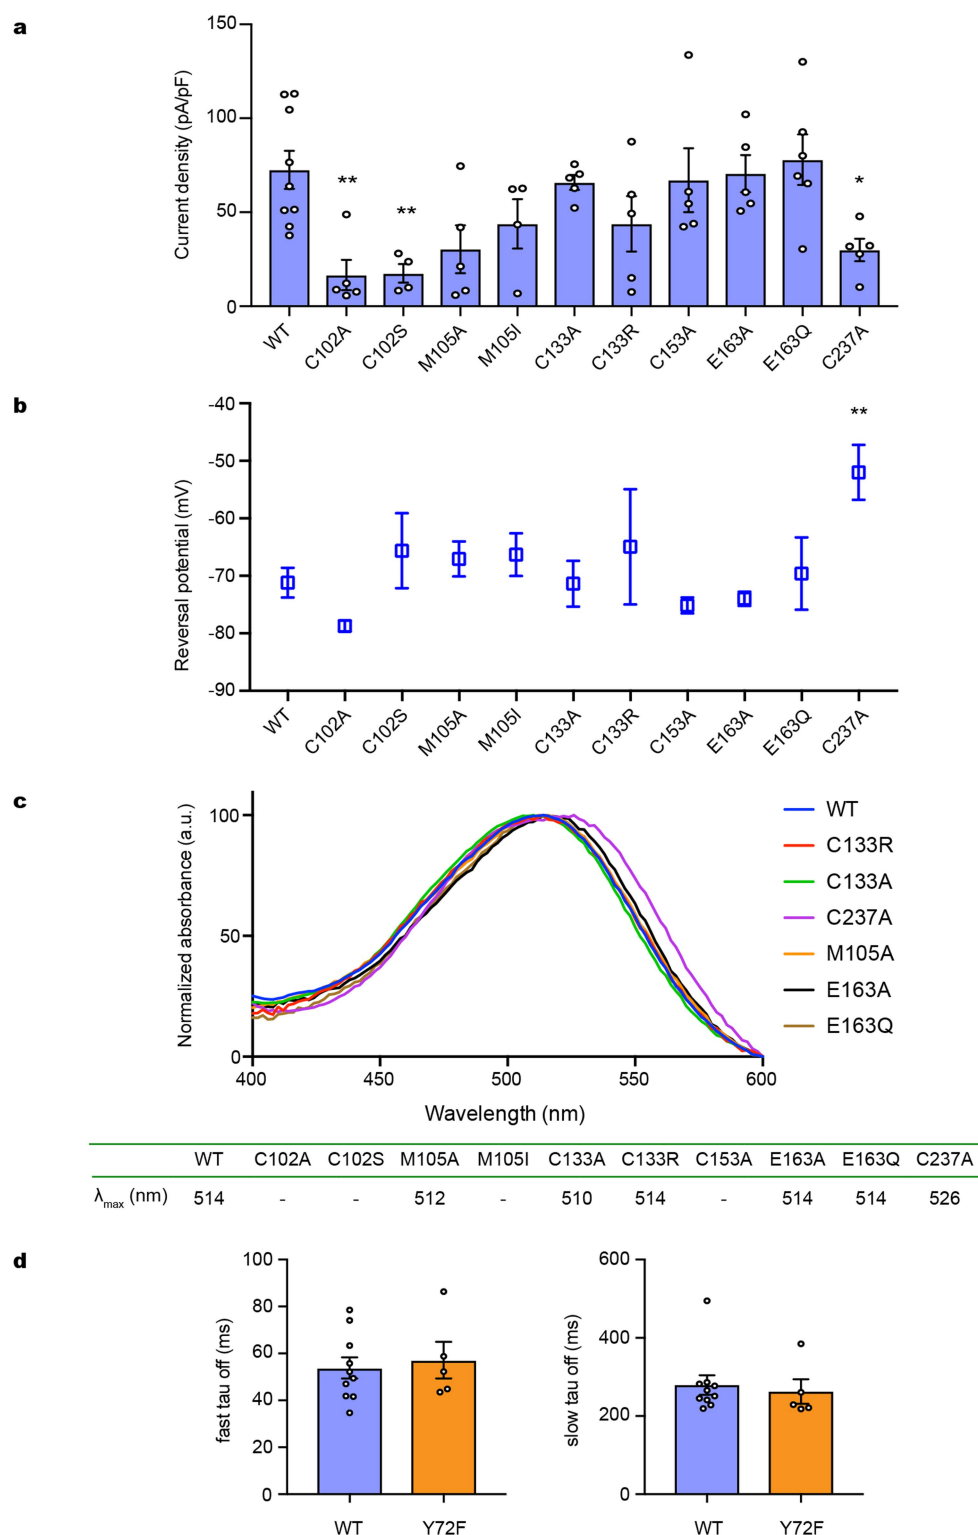 a
Current density (pA/pF)
150
100
50
0
** ** *
WT C102A C102S M105A M105I C133A C133R C153A E163A E163Q C237A
b
Reversal potential (mV)
-40
-50
-60
-70
-80
-90
**
WT C102A C102S M105A M105I C133A C133R C153A E163A E163Q C237A
c
Normalized absorbance (a.u.)
100
50
0
400 450 500 550 600
Wavelength (nm)
WT
C133R
C133A
C237A
M105A
E163A
E163Q
WT C102A C102S M105A M105I C133A C133R C153A E163A E163Q C237A
λmax (nm) 514 - - 512 - 510 514 - 514 514 526
d
fast tau off (ms)
100
80
60
40
20
0
WT Y72F
slow tau off (ms)
600
400
200
0
WT Y72F